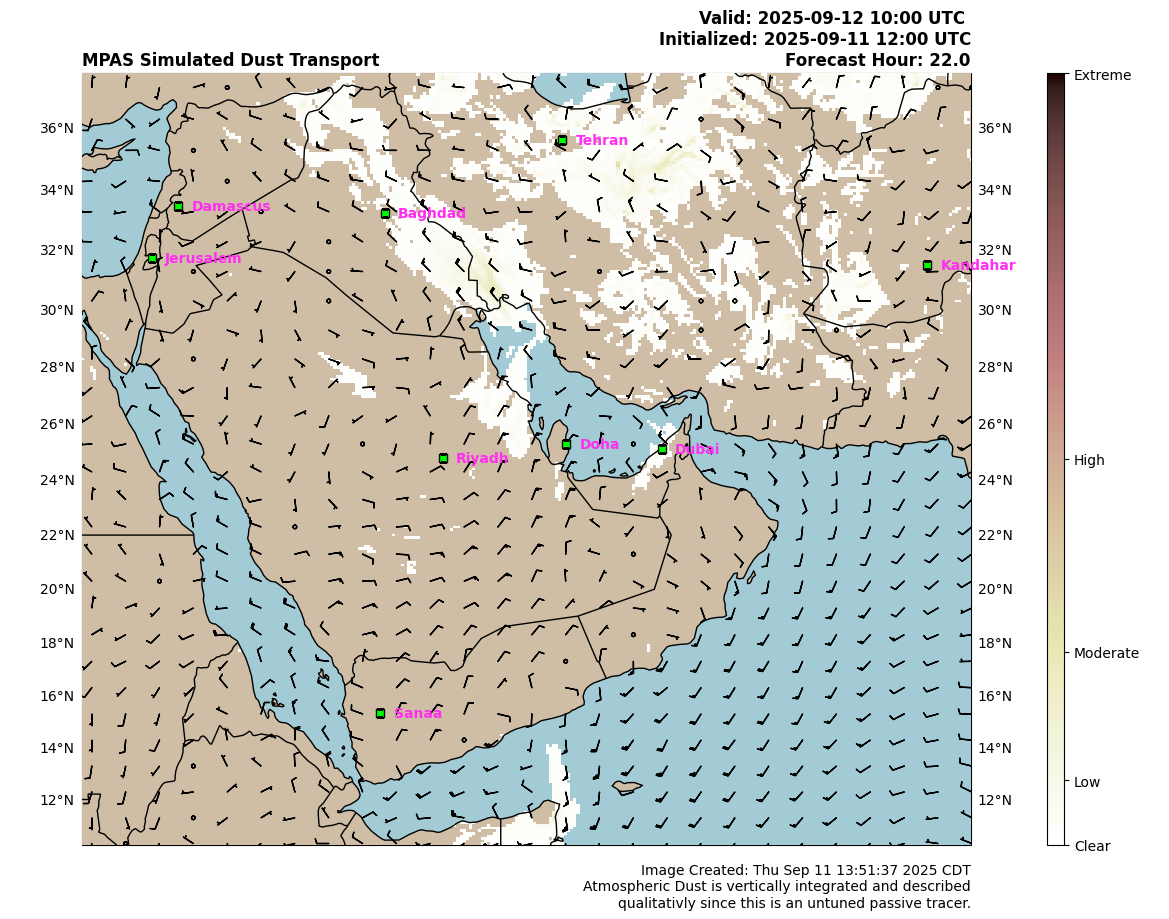 Valid: 2025-09-12 10:00 UTC
Initialized: 2025-09-11 12:00 UTC
MPAS Simulated Dust Transport
Forecast Hour: 22.0
Extreme
36°N
36°N
Tehran
34°N
34°N
Damascus
Baghdad
32°N
32°N
Jerusalem
Kandahar
30°N
30°N
28°N
28°N
26°N
26°N
Doha
Dubai
Riyadh
High
24°N
24°N
22°N
22°N
20°N
20°N
18°N
18°N
Moderate
16°N
16°N
Sanaa
14°N
14°N
Low
12°N
12°N
Clear
Image Created: Thu Sep 11 13:51:37 2025 CDT
Atmospheric Dust is vertically integrated and described
qualitativly since this is an untuned passive tracer.